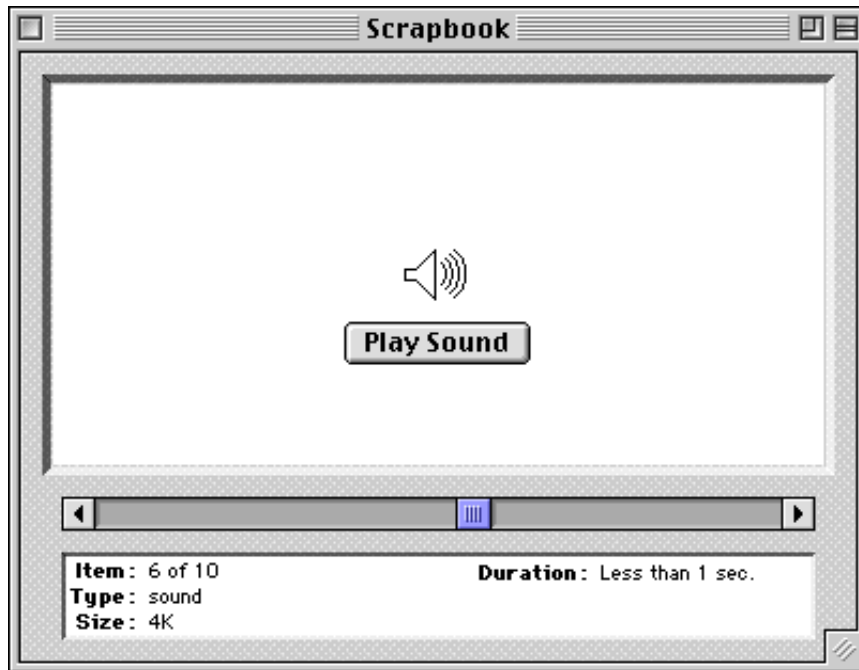 Scrapbook
Play Sound
Item: 6 of 10
Duration: Less than 1 sec.
Type: sound
Size: 4K